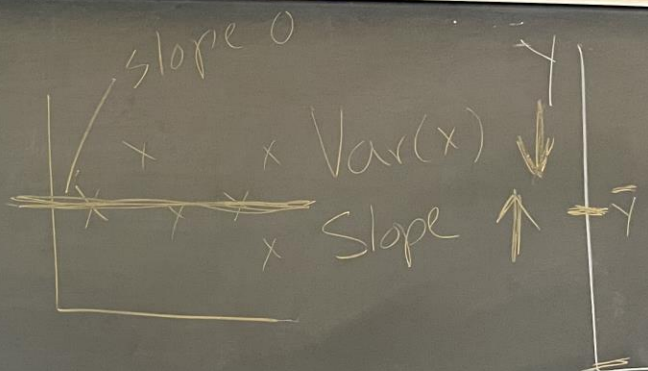 slope 0
Y
Var(x) ↓
Slope ↑
Ȳ